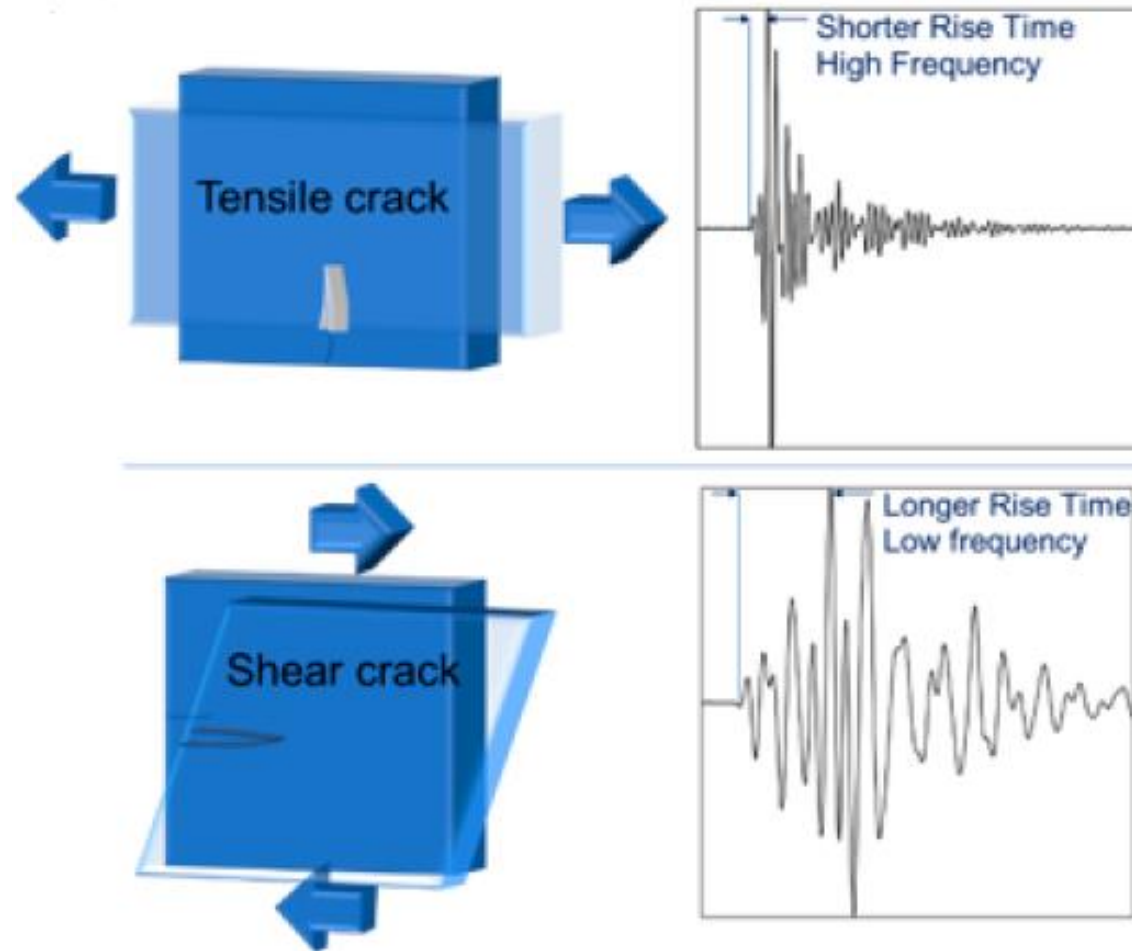 Shorter Rise Time
High Frequency
Tensile crack
Longer Rise Time
Low frequency
Shear crack